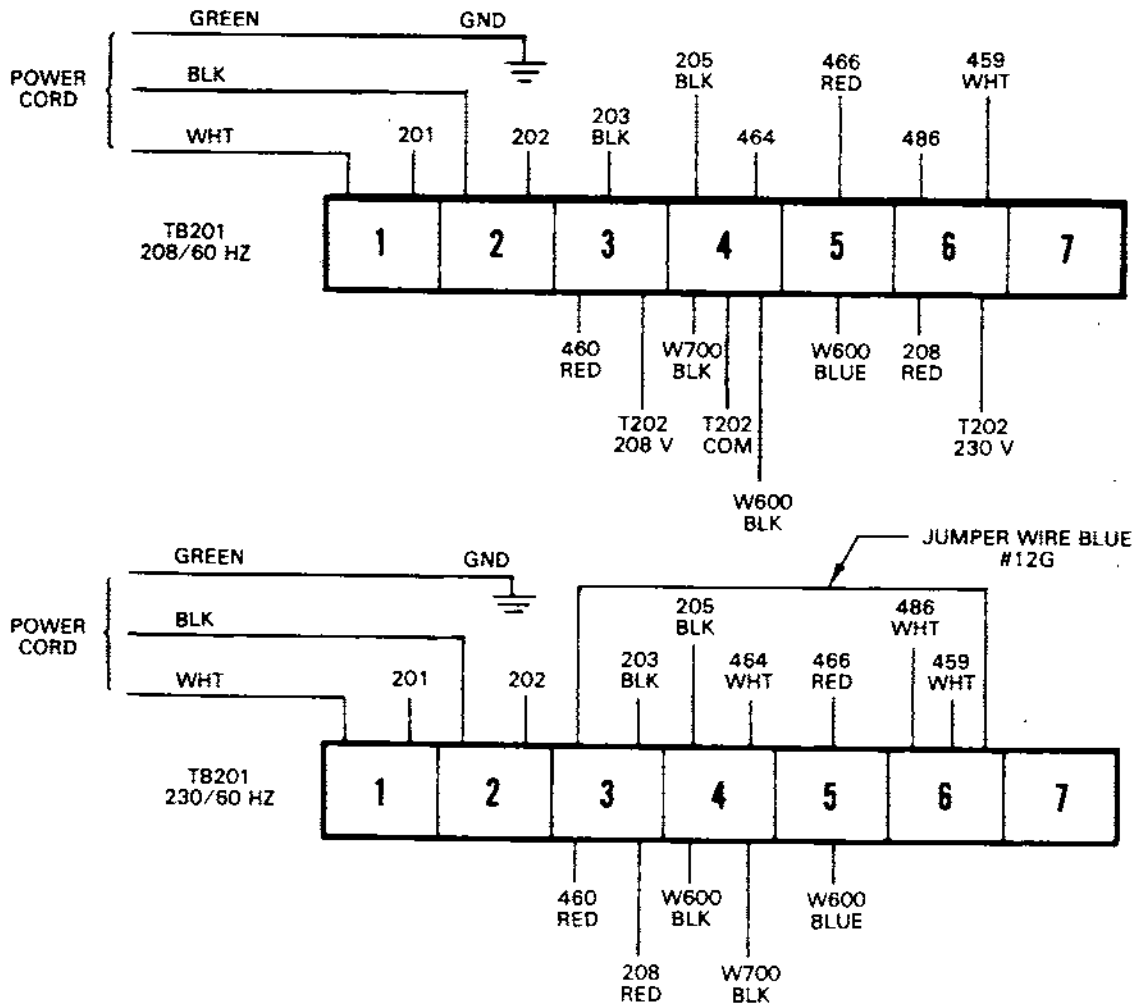 GREEN GND
POWER CORD
BLK
WHT
201
202
203 BLK
205 BLK
464
466 RED
486
459 WHT
TB201
208/60 HZ
1 2 3 4 5 6 7
460 RED
T202 208 V
W700 BLK
T202 COM
W600 BLK
W600 BLUE
208 RED
T202 230 V
JUMPER WIRE BLUE
#12G
GREEN GND
POWER CORD
BLK
WHT
201
202
203 BLK
205 BLK
464 WHT
466 RED
486 WHT
459 WHT
TB201
230/60 HZ
1 2 3 4 5 6 7
460 RED
208 RED
W600 BLK
W700 BLK
W600 BLUE